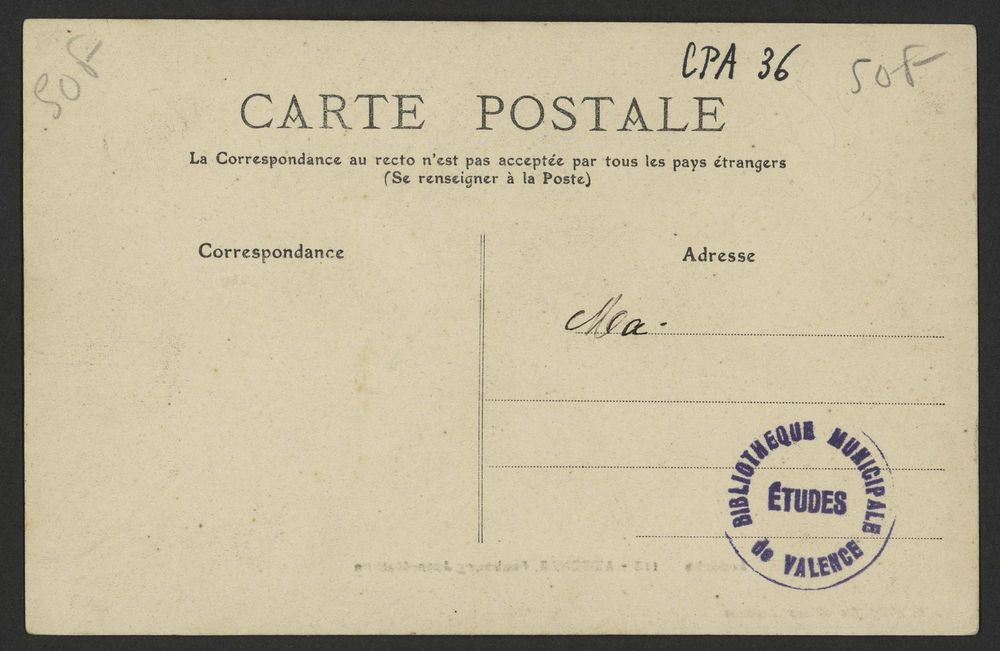 50F
CPA 36
50F
CARTE POSTALE
La Correspondance au recto n'est pas acceptée par tous les pays étrangers
(Se renseigner à la Poste)
Correspondance
Adresse
BIBLIOTHEQUE MUNICIPALE
ÉTUDES
de VALENCE